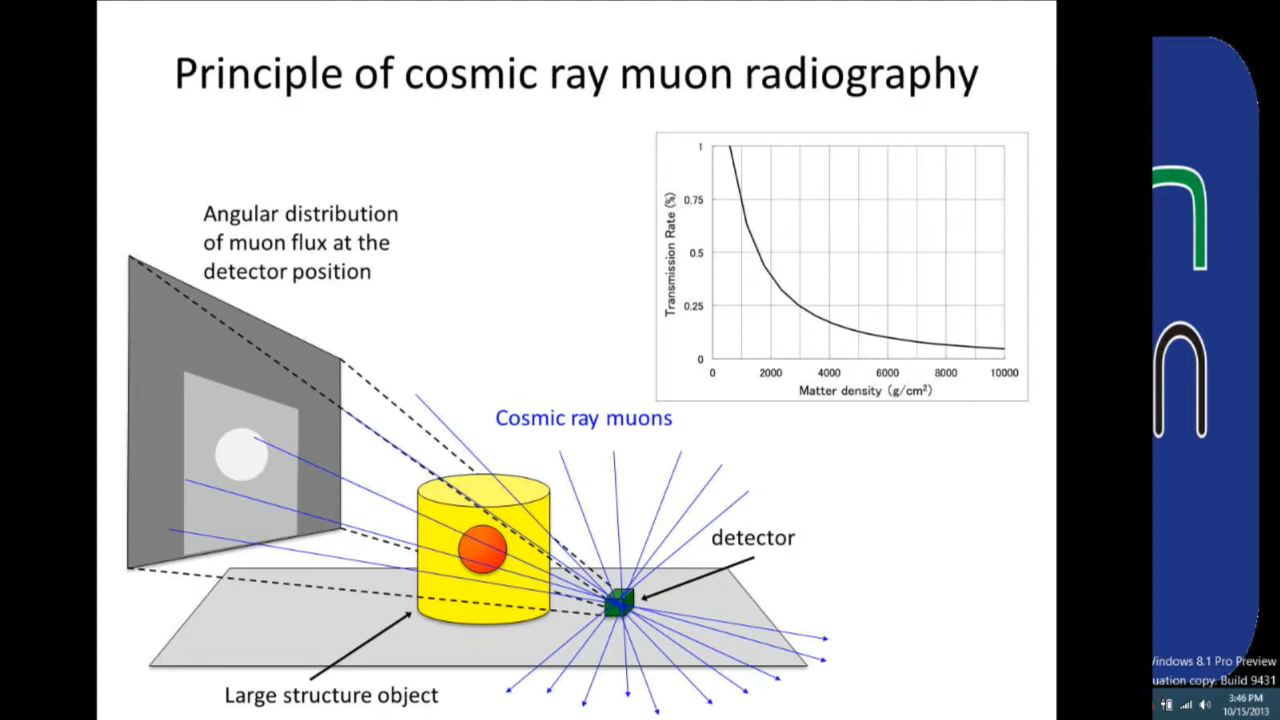 Principle of cosmic ray muon radiography
Angular distribution
of muon flux at the
detector position
Transmission Rate (%)
1
0.75
0.5
0.25
0
0
2000
4000
6000
8000
10000
Matter density (g/cm²)
Cosmic ray muons
detector
Large structure object
Windows 8.1 Pro Preview
uation copy. Build 9431
3:46 PM
10/15/2013